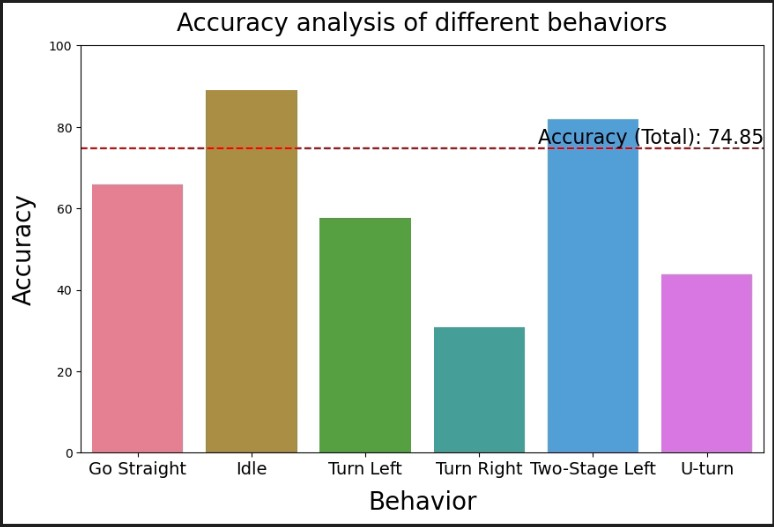 Accuracy analysis of different behaviors
100
80
60
40
20
0
Accuracy
Accuracy (Total): 74.85
Go Straight
Idle
Turn Left
Turn Right
Two-Stage Left
U-turn
Behavior